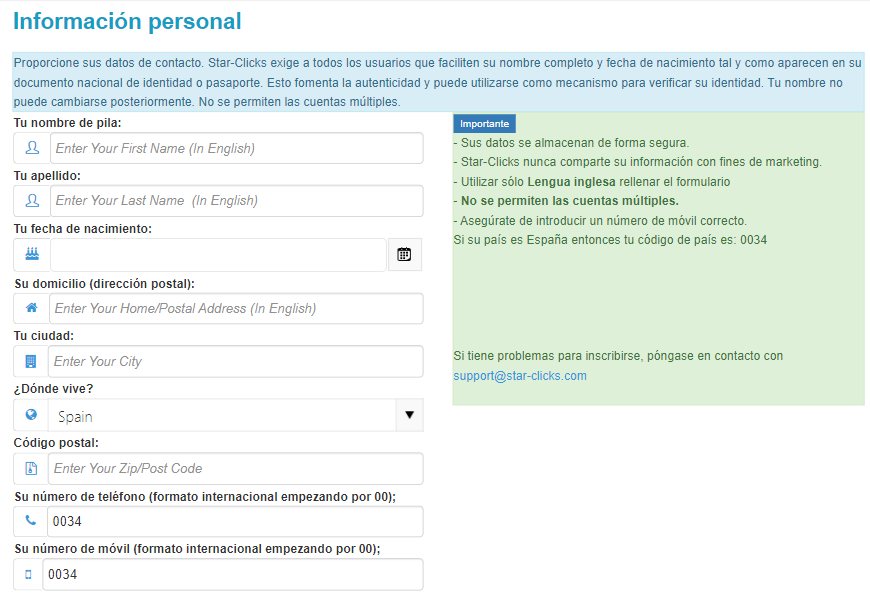 Información personal
Proporcione sus datos de contacto. Star-Clicks exige a todos los usuarios que faciliten su nombre completo y fecha de nacimiento tal y como aparecen en su
documento nacional de identidad o pasaporte. Esto fomenta la autenticidad y puede utilizarse como mecanismo para verificar su identidad. Tu nombre no
puede cambiarse posteriormente. No se permiten las cuentas múltiples.
Tu nombre de pila:
Enter Your First Name (In English)
Tu apellido:
Enter Your Last Name (In English)
Tu fecha de nacimiento:
Su domicilio (dirección postal):
Enter Your Home/Postal Address (In English)
Tu ciudad:
Enter Your City
¿Dónde vive?
Spain
Código postal:
Enter Your Zip/Post Code
Su número de teléfono (formato internacional empezando por 00);
0034
Su número de móvil (formato internacional empezando por 00);
0034
Importante
- Sus datos se almacenan de forma segura.
- Star-Clicks nunca comparte su información con fines de marketing.
- Utilizar sólo Lengua inglesa rellenar el formulario
- No se permiten las cuentas múltiples.
- Asegúrate de introducir un número de móvil correcto.
Si su país es España entonces tu código de país es: 0034
Si tiene problemas para inscribirse, póngase en contacto con
support@star-clicks.com